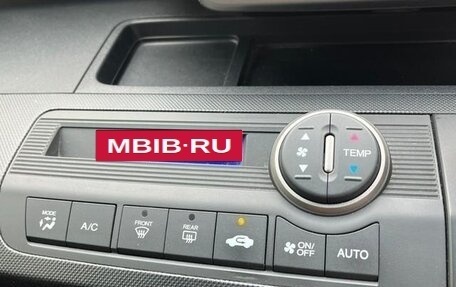 MBIB·RU
TEMP
MODE
A/C
FRONT
REAR
ON/
OFF
AUTO